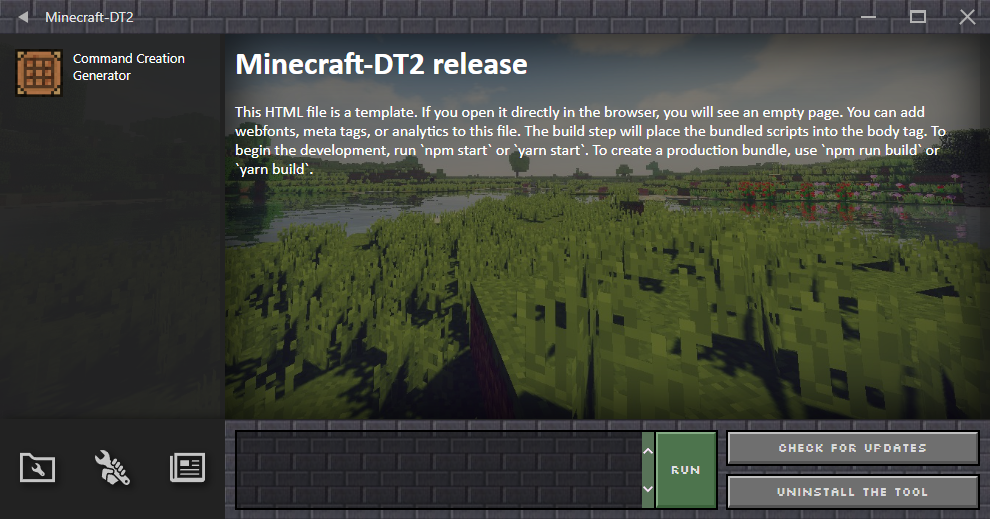 Minecraft-DT2
Command Creation
Generator
Minecraft-DT2 release
This HTML file is a template. If you open it directly in the browser, you will see an empty page. You can add
webfonts, meta tags, or analytics to this file. The build step will place the bundled scripts into the body tag. To
begin the development, run `npm start` or `yarn start`. To create a production bundle, use `npm run build` or
`yarn build`.
RUN
CHECK FOR UPDATES
UNINSTALL THE TOOL